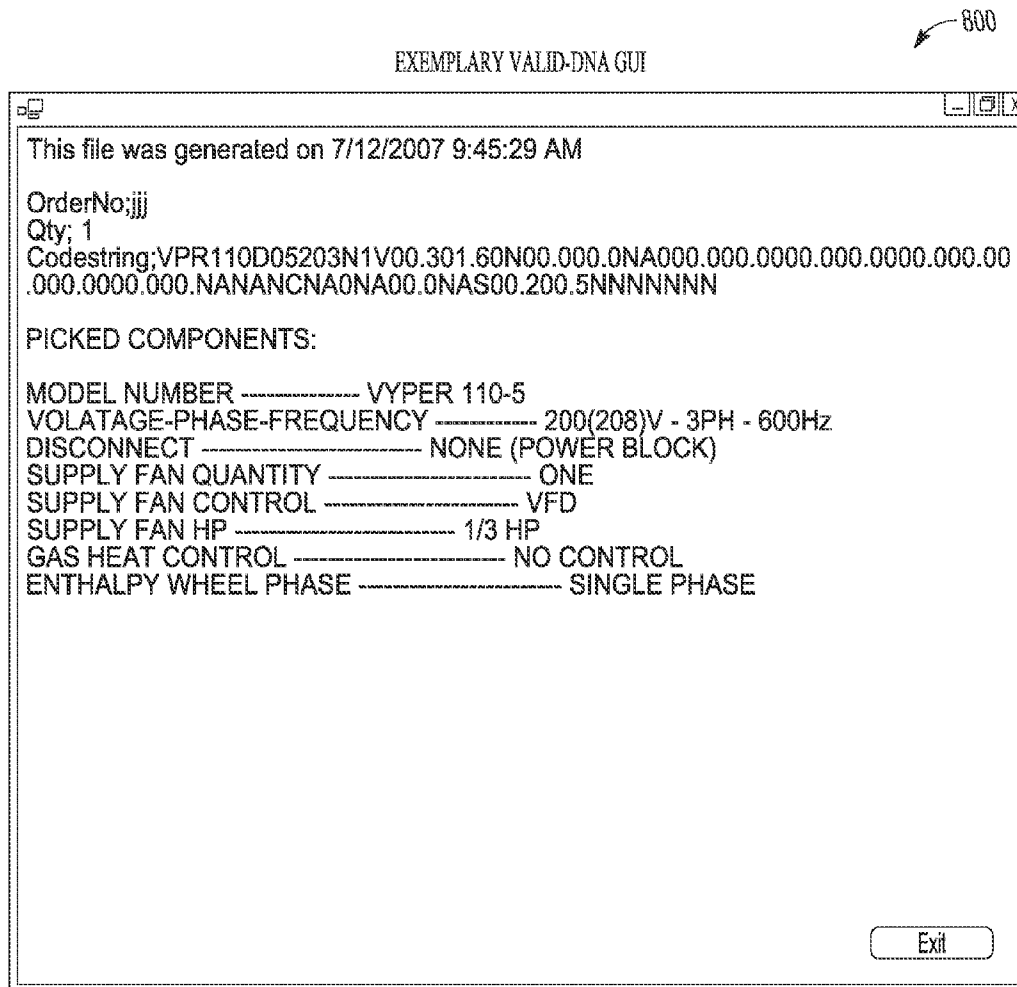 800
EXEMPLARY VALID-DNA GUI
This file was generated on 7/12/2007 9:45:29 AM
OrderNo;jjj
Qty; 1
Codestring;VPR110D05203N1V00.301.60N00.000.0NA000.000.0000.000.0000.000.00
.000.0000.000.NANANCNA0NA00.0NAS00.200.5NNNNNNN
PICKED COMPONENTS:
MODEL NUMBER -------------- VYPER 110-5
VOLATAGE-PHASE-FREQUENCY ------------ 200(208)V - 3PH - 600Hz
DISCONNECT -------------------------- NONE (POWER BLOCK)
SUPPLY FAN QUANTITY ------------------------ ONE
SUPPLY FAN CONTROL ----------------------- VFD
SUPPLY FAN HP -------------------------- 1/3 HP
GAS HEAT CONTROL ------------------------- NO CONTROL
ENTHALPY WHEEL PHASE ------------------------ SINGLE PHASE
Exit